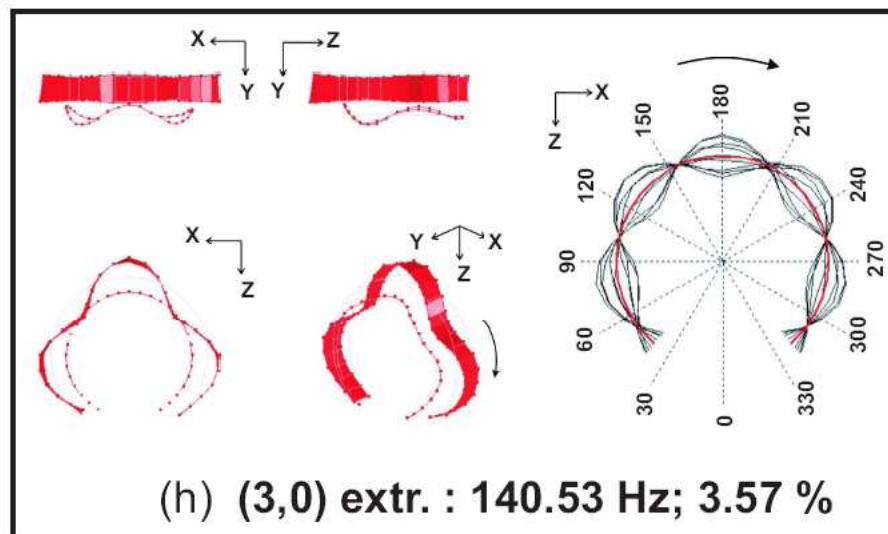 X Z
Y Y
X
Z
Y X
Z
X
Z
180
150 210
120 240
90 270
60 300
30 330
0
(h) (3,0) extr. : 140.53 Hz; 3.57 %